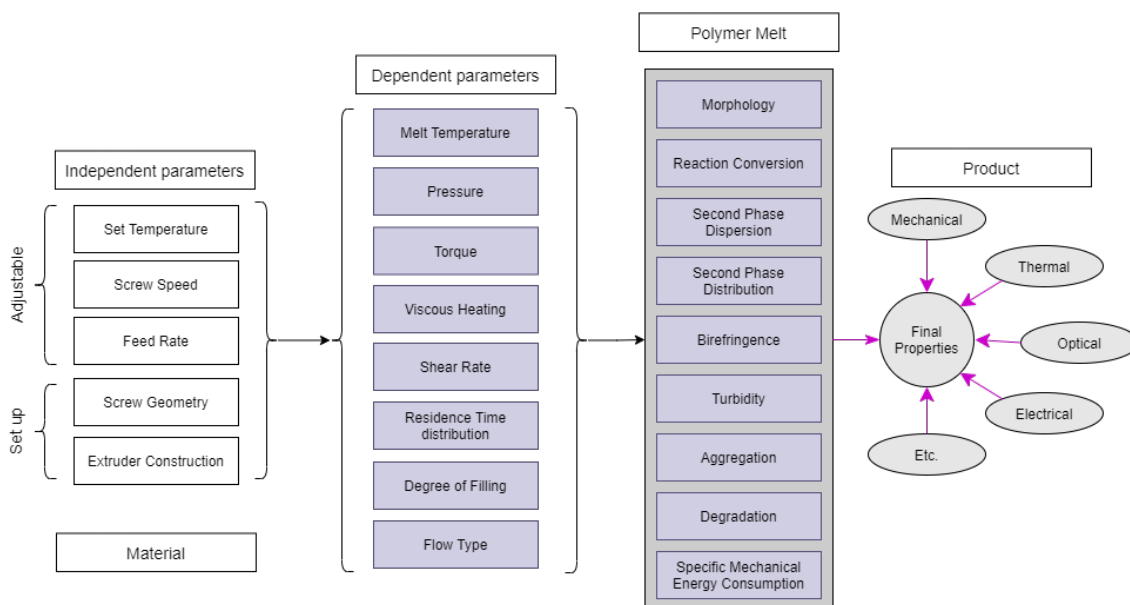 Independent parameters
Adjustable
Set Temperature
Screw Speed
Feed Rate
Set up
Screw Geometry
Extruder Construction
Material
Dependent parameters
Melt Temperature
Pressure
Torque
Viscous Heating
Shear Rate
Residence Time
distribution
Degree of Filling
Flow Type
Polymer Melt
Morphology
Reaction Conversion
Second Phase
Dispersion
Second Phase
Distribution
Birefringence
Turbidity
Aggregation
Degradation
Specific Mechanical
Energy Consumption
Product
Mechanical
Thermal
Final
Properties
Optical
Electrical
Etc.